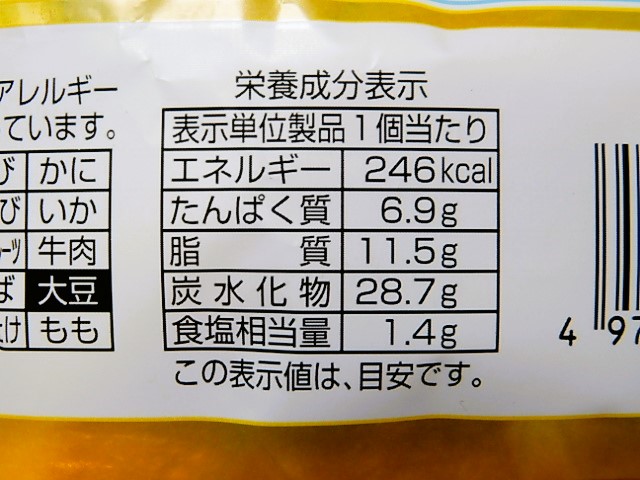 アレルギー
ています。
び かに
び いか
牛肉
ば 大豆
け もも
栄養成分表示
表示単位製品1個当たり
エネルギー 246kcal
たんぱく質 6.9g
脂質 11.5g
炭水化物 28.7g
食塩相当量 1.4g
この表示値は、目安です。
4 97